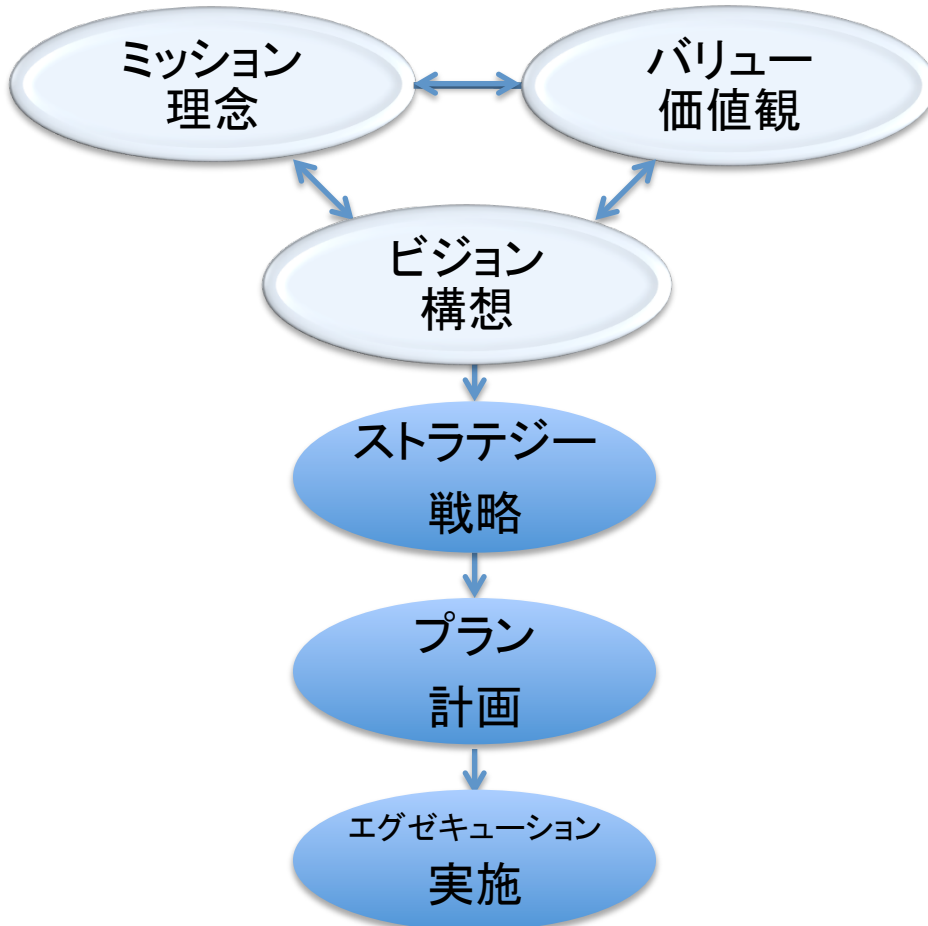 ミッション
理念
バリュー
価値観
ビジョン
構想
ストラテジー
戦略
プラン
計画
エグゼキューション
実施